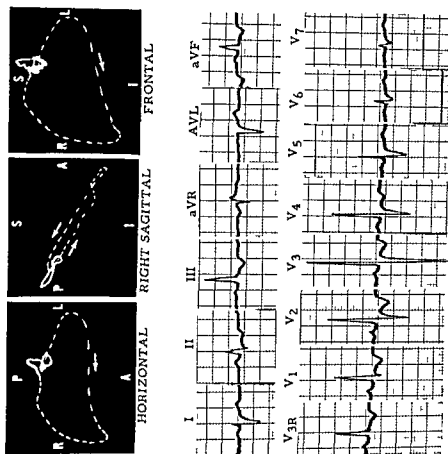 P S S
R L P A R L
A I I
HORIZONTAL RIGHT SAGITTAL FRONTAL
I II III aVR AVL aVF
V3R V1 V2 V3 V4 V5 V6 V7